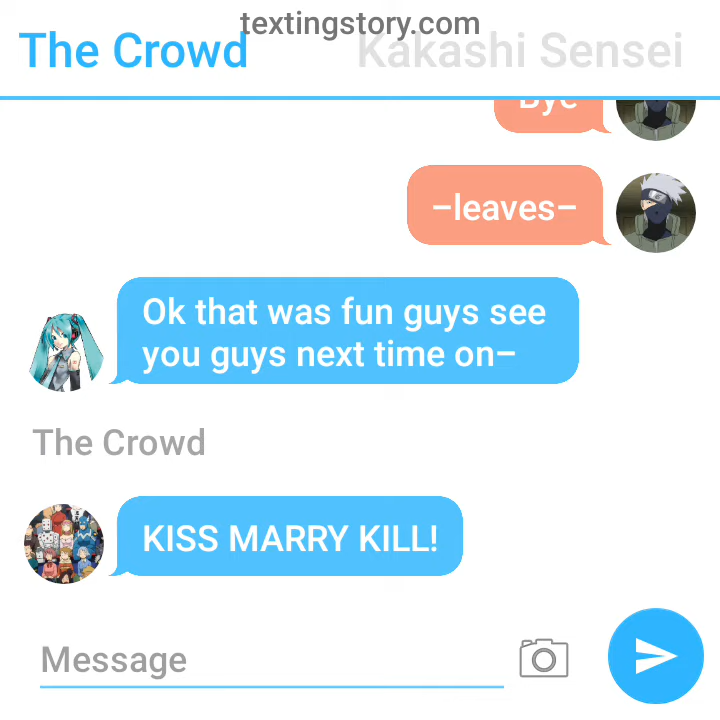 textingstory.com
The Crowd
Kakashi Sensei
Bye
–leaves–
Ok that was fun guys see
you guys next time on–
The Crowd
KISS MARRY KILL!
Message